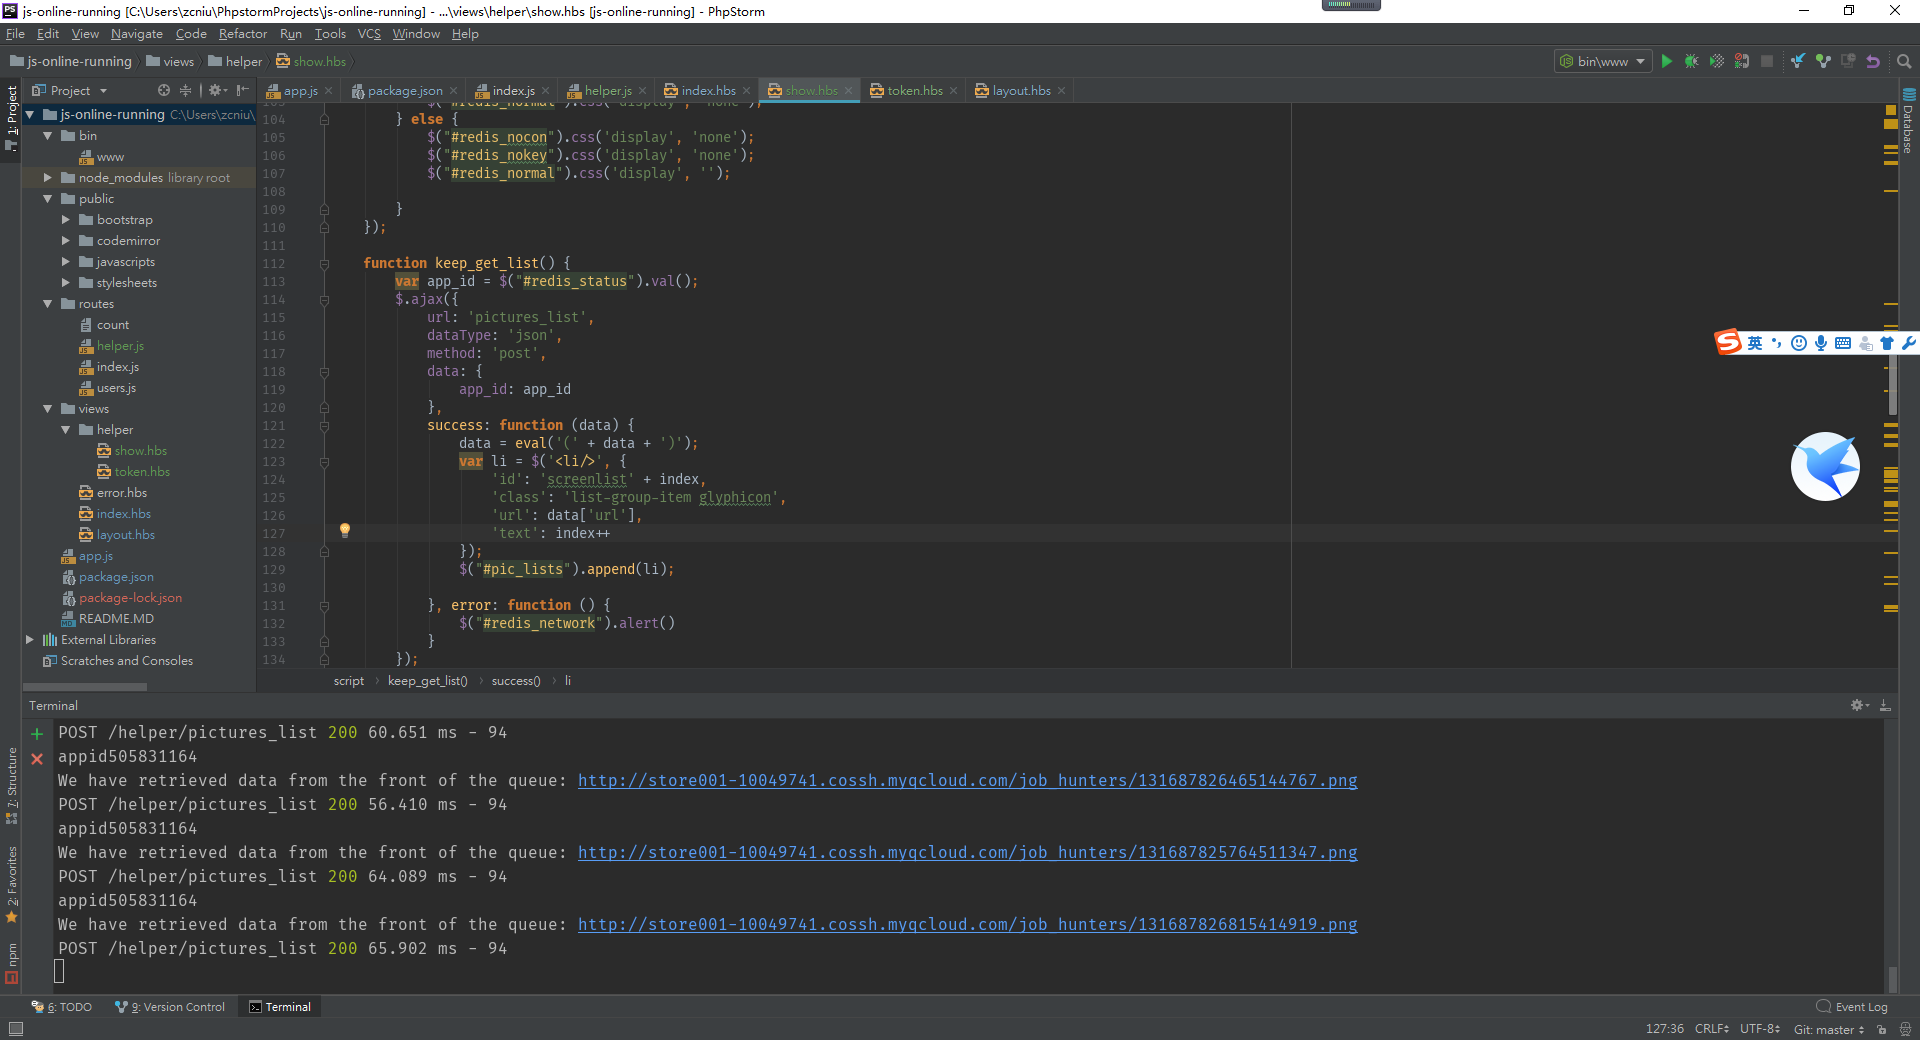 js-online-running [C:\Users\zcniu\PhpstormProjects\js-online-running] - ...\views\helper\show.hbs [js-online-running] - PhpStorm
File Edit View Navigate Code Refactor Run Tools VCS Window Help
js-online-running views helper show.hbs bin\www
1: Project
Project
app.js package.json index.js helper.js index.hbs show.hbs token.hbs layout.hbs
Database
js-online-running C:\Users\zcniu\
bin
www
node_modules library root
public
bootstrap
codemirror
javascripts
stylesheets
routes
count
helper.js
index.js
users.js
views
helper
show.hbs
token.hbs
error.hbs
index.hbs
layout.hbs
app.js
package.json
package-lock.json
README.MD
External Libraries
Scratches and Consoles
103 $("#redis_normal").css('display', 'none');
104 } else {
105 $("#redis_nocon").css('display', 'none');
106 $("#redis_nokey").css('display', 'none');
107 $("#redis_normal").css('display', '');
108
109 }
110 });
111
112 function keep_get_list() {
113 var app_id = $("#redis_status").val();
114 $.ajax({
115 url: 'pictures_list',
116 dataType: 'json',
117 method: 'post',
118 data: {
119 app_id: app_id
120 },
121 success: function (data) {
122 data = eval('(' + data + ')');
123 var li = $('<li/>', {
124 'id': 'screenlist' + index,
125 'class': 'list-group-item glyphicon',
126 'url': data['url'],
127 'text': index++
128 });
129 $("#pic_lists").append(li);
130
131 }, error: function () {
132 $("#redis_network").alert()
133 }
134 });
英
script keep_get_list() success() li
Terminal
POST /helper/pictures_list 200 60.651 ms - 94
appid505831164
We have retrieved data from the front of the queue: http://store001-10049741.cossh.myqcloud.com/job_hunters/131687826465144767.png
POST /helper/pictures_list 200 56.410 ms - 94
appid505831164
We have retrieved data from the front of the queue: http://store001-10049741.cossh.myqcloud.com/job_hunters/131687825764511347.png
POST /helper/pictures_list 200 64.089 ms - 94
appid505831164
We have retrieved data from the front of the queue: http://store001-10049741.cossh.myqcloud.com/job_hunters/131687826815414919.png
POST /helper/pictures_list 200 65.902 ms - 94
7: Structure
2: Favorites
npm
6: TODO 9: Version Control Terminal Event Log
127:36 CRLF UTF-8 Git: master